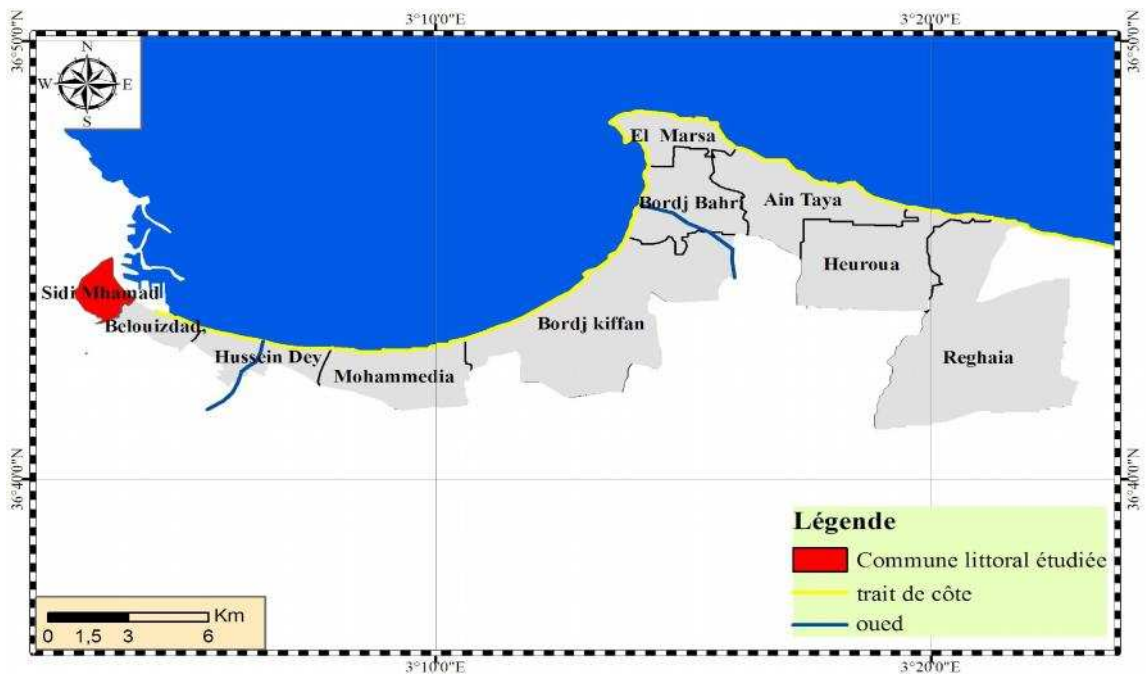 3°10'0"E
3°20'0"E
36°50'0"N
36°50'0"N
N
W
E
S
El Marsa
Bordj Bahri
Ain Taya
Heuroua
Sidi Mhamad
Belouizdad,
Bordj kiffan
Hussein Dey
Mohammedia
Reghaia
36°40'0"N
36°40'0"N
Légende
Commune littoral étudiée
trait de côte
oued
Km
0 1,5 3 6
3°10'0"E
3°20'0"E